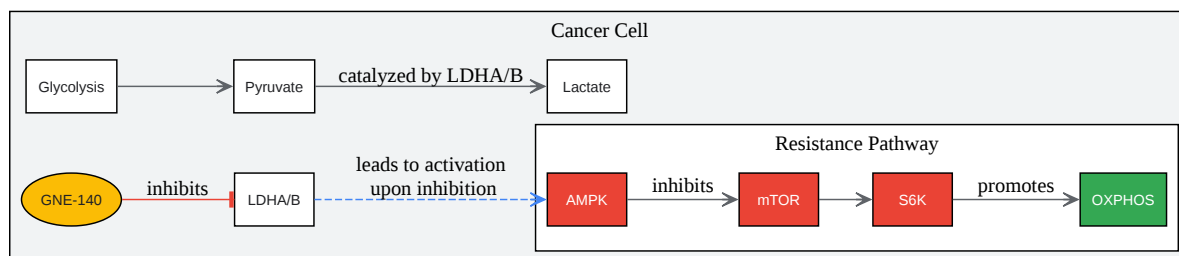 Cancer Cell
Glycolysis
Pyruvate
catalyzed by LDHA/B
Lactate
Resistance Pathway
GNE-140
inhibits
LDHA/B
leads to activation
upon inhibition
AMPK
inhibits
mTOR
S6K
promotes
OXPHOS